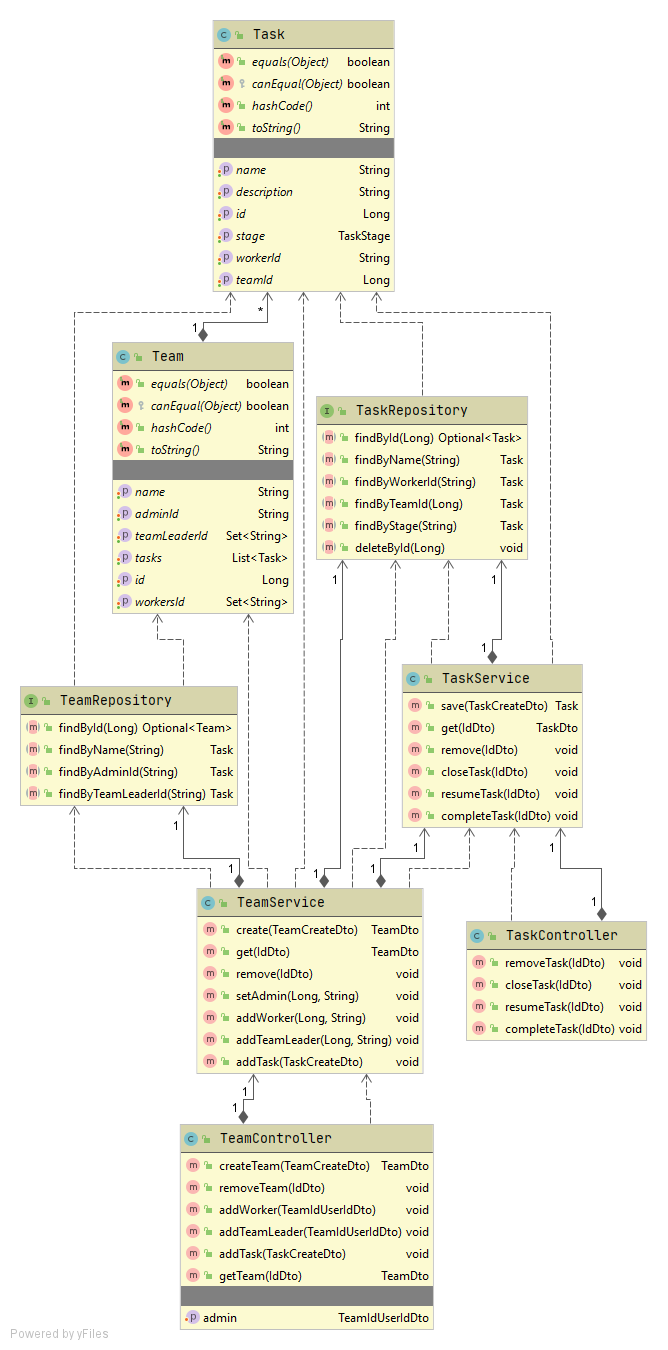 Task
equals(Object) boolean
canEqual(Object) boolean
hashCode() int
toString() String
name String
description String
id Long
stage TaskStage
workerId String
teamId Long
1
*
Team
equals(Object) boolean
canEqual(Object) boolean
hashCode() int
toString() String
name String
adminId String
teamLeaderId Set<String>
tasks List<Task>
id Long
workersId Set<String>
TaskRepository
findById(Long) Optional<Task>
findByName(String) Task
findByWorkerId(String) Task
findByTeamId(Long) Task
findByStage(String) Task
deleteById(Long) void
1
1
1
TeamRepository
findById(Long) Optional<Team>
findByName(String) Task
findByAdminId(String) Task
findByTeamLeaderId(String) Task
TaskService
save(TaskCreateDto) Task
get(IdDto) TaskDto
remove(IdDto) void
closeTask(IdDto) void
resumeTask(IdDto) void
completeTask(IdDto) void
1
1
1
1
1
1
1
TeamService
create(TeamCreateDto) TeamDto
get(IdDto) TeamDto
remove(IdDto) void
setAdmin(Long, String) void
addWorker(Long, String) void
addTeamLeader(Long, String) void
addTask(TaskCreateDto) void
TaskController
removeTask(IdDto) void
closeTask(IdDto) void
resumeTask(IdDto) void
completeTask(IdDto) void
1
1
TeamController
createTeam(TeamCreateDto) TeamDto
removeTeam(IdDto) void
addWorker(TeamIdUserIdDto) void
addTeamLeader(TeamIdUserIdDto) void
addTask(TaskCreateDto) void
getTeam(IdDto) TeamDto
admin TeamIdUserIdDto
Powered by yFiles